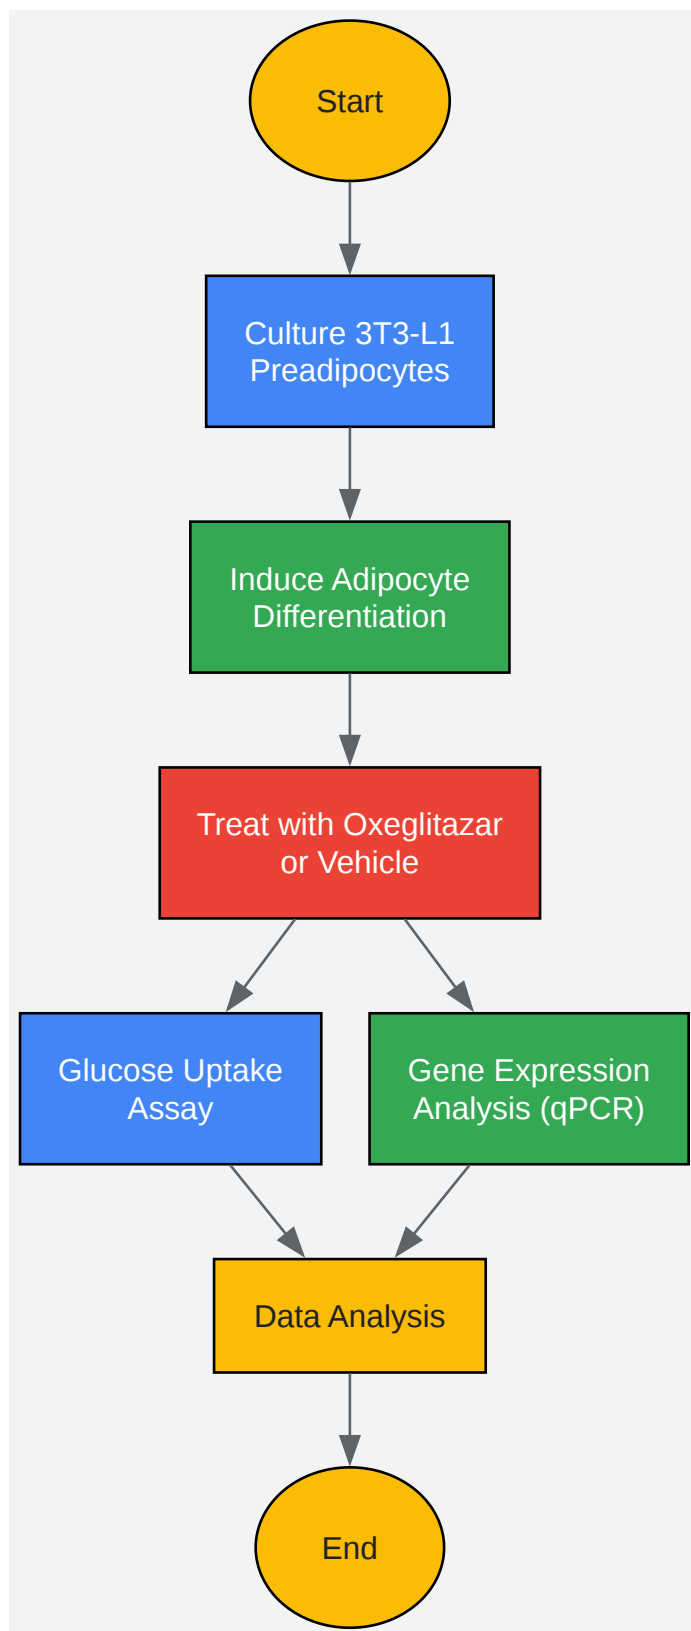 Start
Culture 3T3-L1
Preadipocytes
Induce Adipocyte
Differentiation
Treat with Oxeglitazar
or Vehicle
Glucose Uptake
Assay
Gene Expression
Analysis (qPCR)
Data Analysis
End